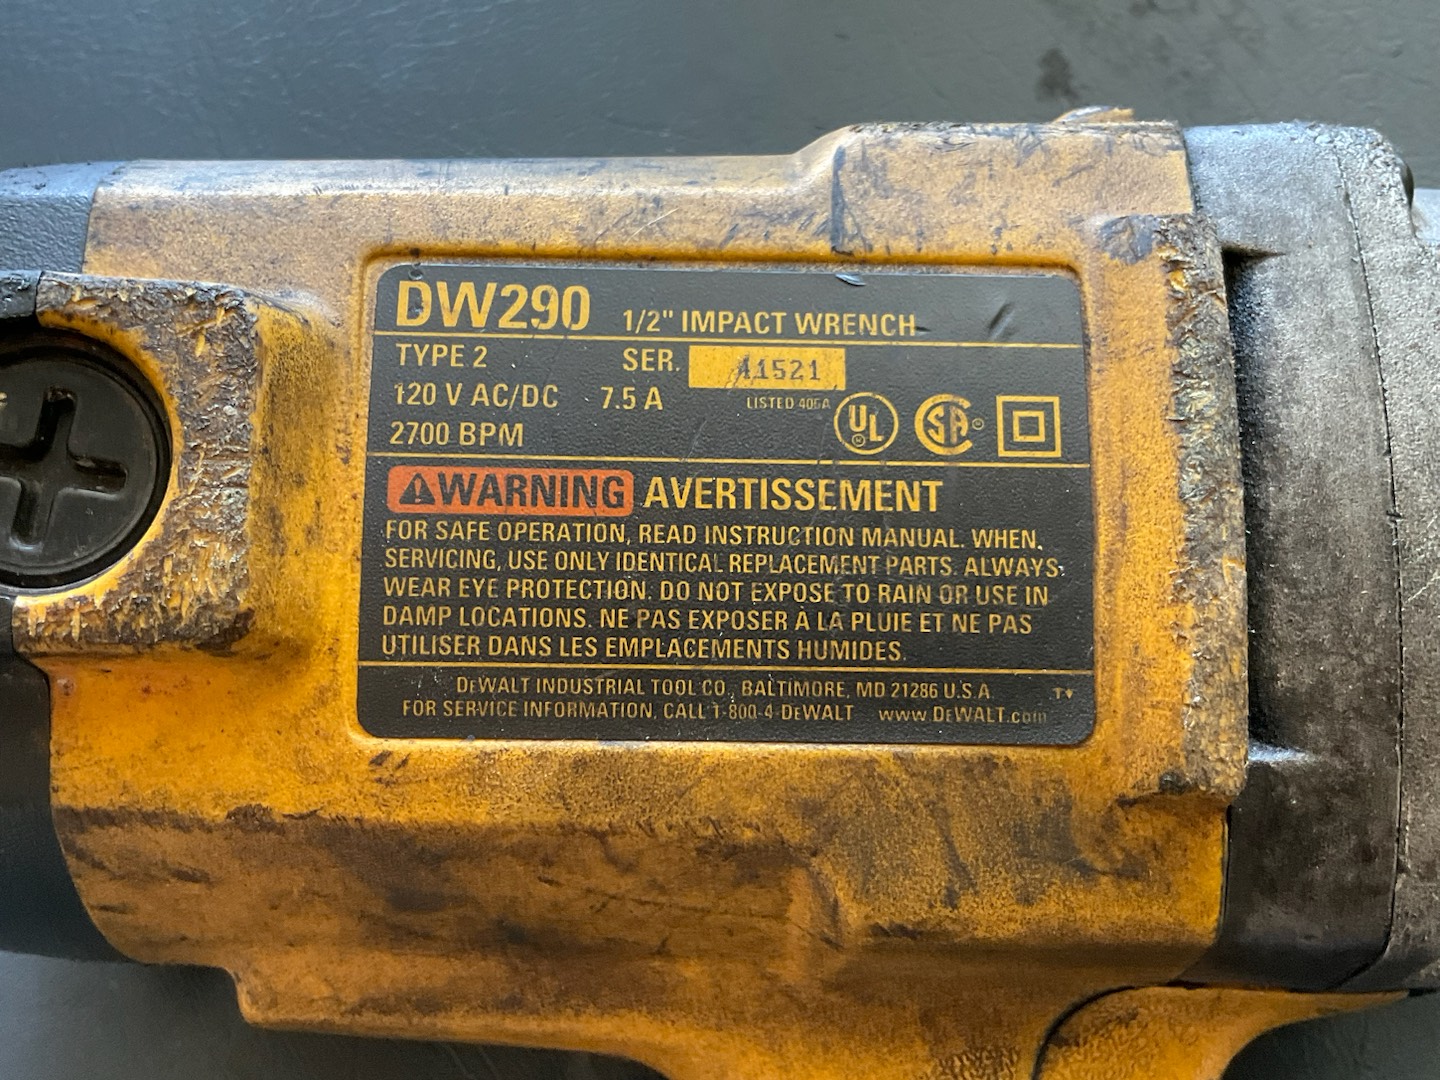 DW290 1/2" IMPACT WRENCH
TYPE 2 SER. 41521
120 V AC/DC 7.5 A LISTED 406A UL SA
2700 BPM
WARNING AVERTISSEMENT
FOR SAFE OPERATION, READ INSTRUCTION MANUAL. WHEN
SERVICING, USE ONLY IDENTICAL REPLACEMENT PARTS. ALWAYS
WEAR EYE PROTECTION. DO NOT EXPOSE TO RAIN OR USE IN
DAMP LOCATIONS. NE PAS EXPOSER À LA PLUIE ET NE PAS
UTILISER DANS LES EMPLACEMENTS HUMIDES.
DEWALT INDUSTRIAL TOOL CO., BALTIMORE, MD 21286 U.S.A.
FOR SERVICE INFORMATION, CALL 1-800-4-DEWALT www.DEWALT.com